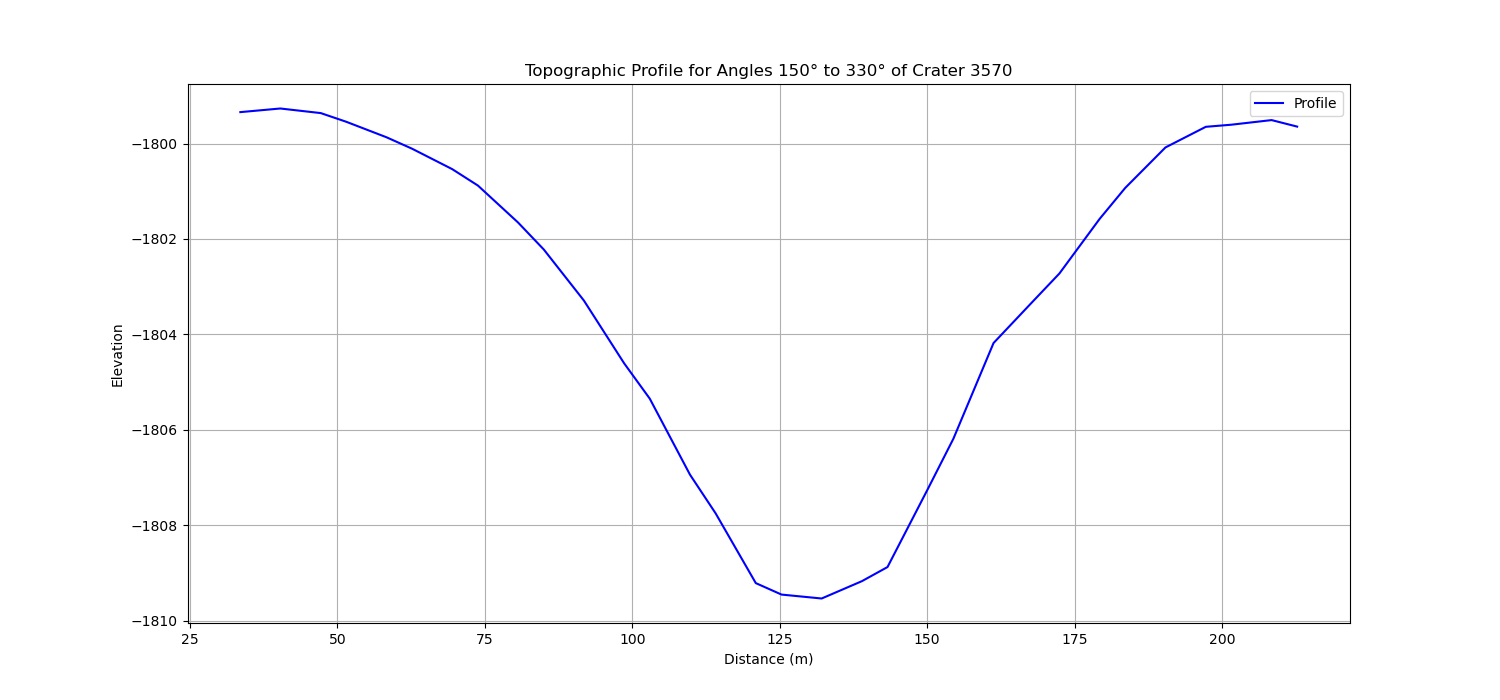 Topographic Profile for Angles 150° to 330° of Crater 3570
Profile
Elevation
−1800
−1802
−1804
−1806
−1808
−1810
25 50 75 100 125 150 175 200
Distance (m)